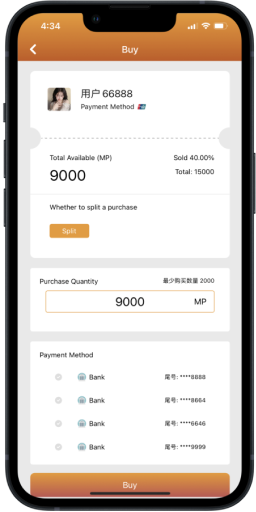 4:34
Buy
用户 66888
Payment Method
Total Available (MP)
Sold 40.00%
9000
Total: 15000
Whether to split a purchase
Split
Purchase Quantity
最少购买数量 2000
9000
MP
Payment Method
Bank
尾号: ****8888
Bank
尾号: ****8664
Bank
尾号: ****6646
Bank
尾号: ****9999
Buy